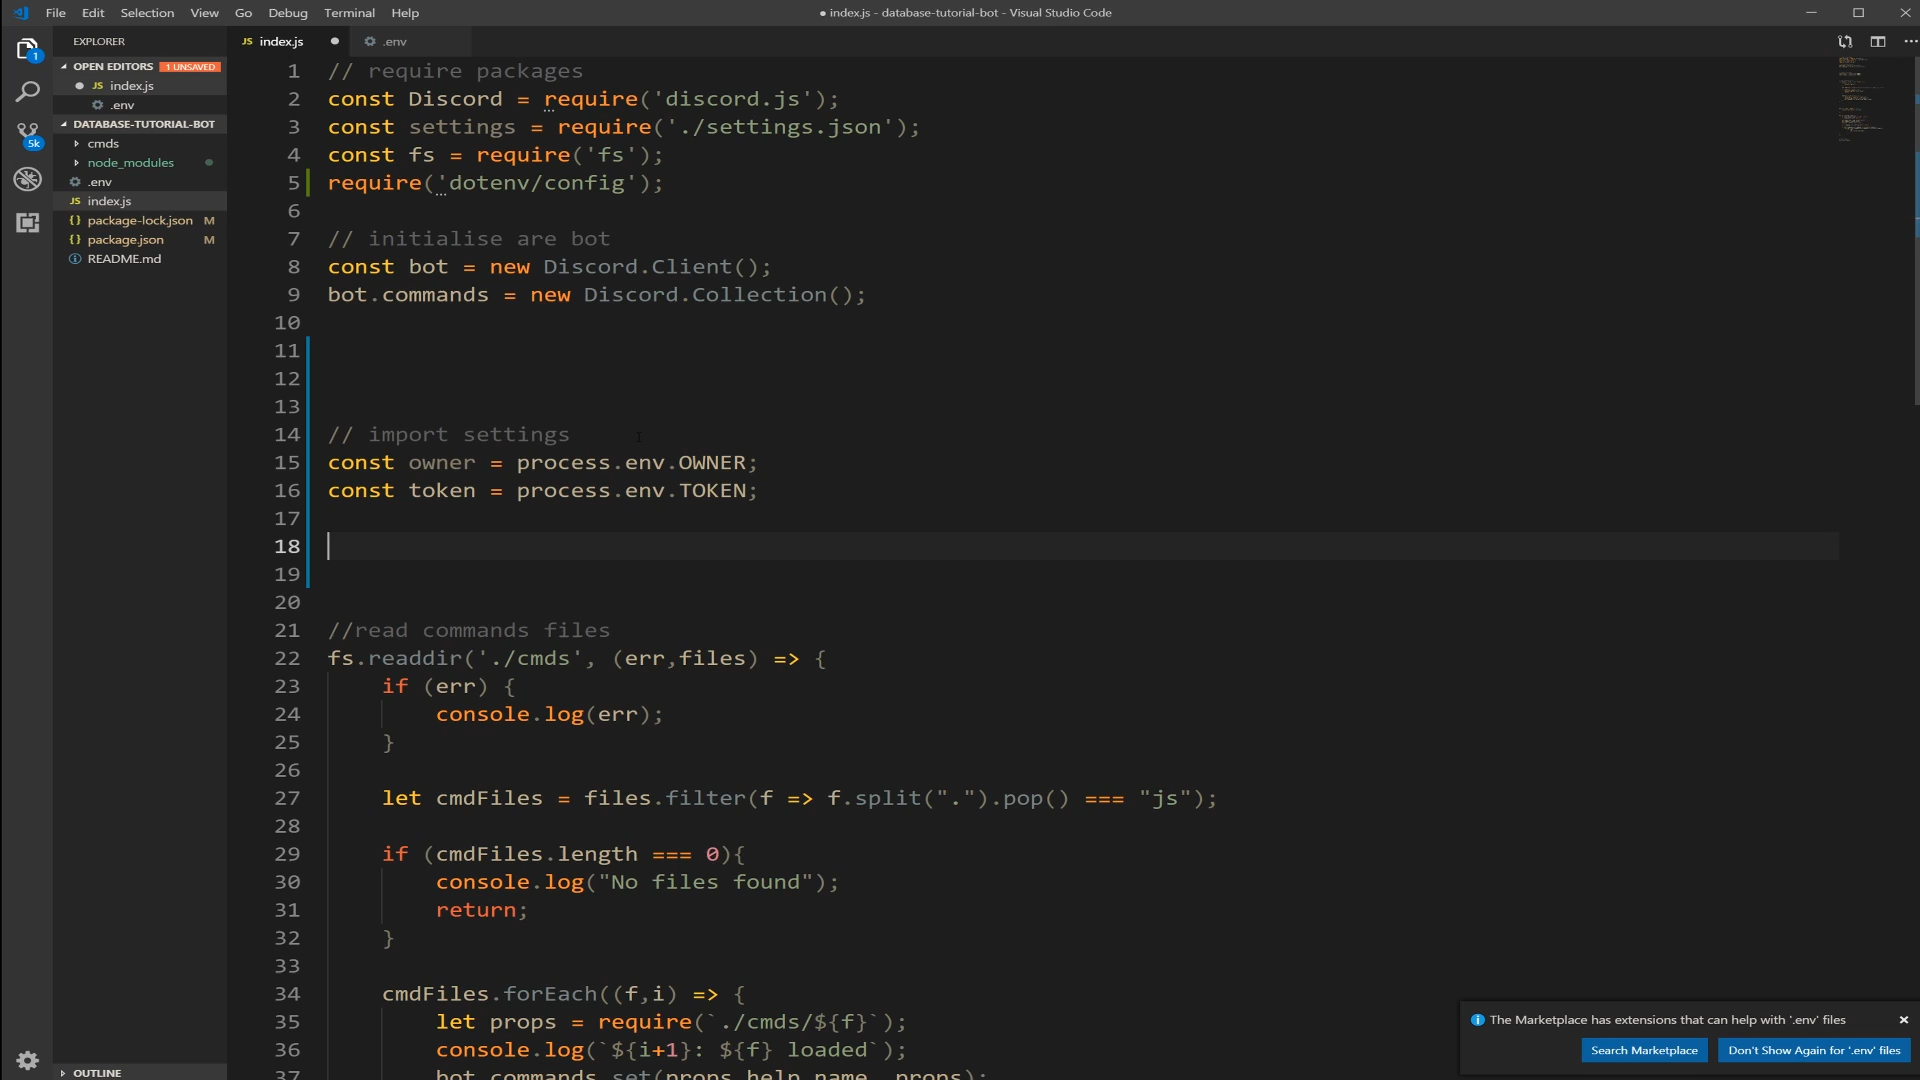 File Edit Selection View Go Debug Terminal Help
● index.js - database-tutorial-bot - Visual Studio Code
EXPLORER
OPEN EDITORS 1 UNSAVED
JS index.js
.env
DATABASE-TUTORIAL-BOT
cmds
node_modules
.env
JS index.js
{} package-lock.json M
{} package.json M
README.md
OUTLINE
1
5k
JS index.js ●
.env
1 // require packages
2 const Discord = require('discord.js');
3 const settings = require('./settings.json');
4 const fs = require('fs');
5 require('dotenv/config');
6
7 // initialise are bot
8 const bot = new Discord.Client();
9 bot.commands = new Discord.Collection();
10
11
12
13
14 // import settings
15 const owner = process.env.OWNER;
16 const token = process.env.TOKEN;
17
18
19
20
21 //read commands files
22 fs.readdir('./cmds', (err,files) => {
23 if (err) {
24 console.log(err);
25 }
26
27 let cmdFiles = files.filter(f => f.split(".").pop() === "js");
28
29 if (cmdFiles.length === 0){
30 console.log("No files found");
31 return;
32 }
33
34 cmdFiles.forEach((f,i) => {
35 let props = require(`./cmds/${f}`);
36 console.log(`${i+1}: ${f} loaded`);
37 bot.commands.set(props.help.name, props);
The Marketplace has extensions that can help with '.env' files
Search Marketplace
Don't Show Again for '.env' files